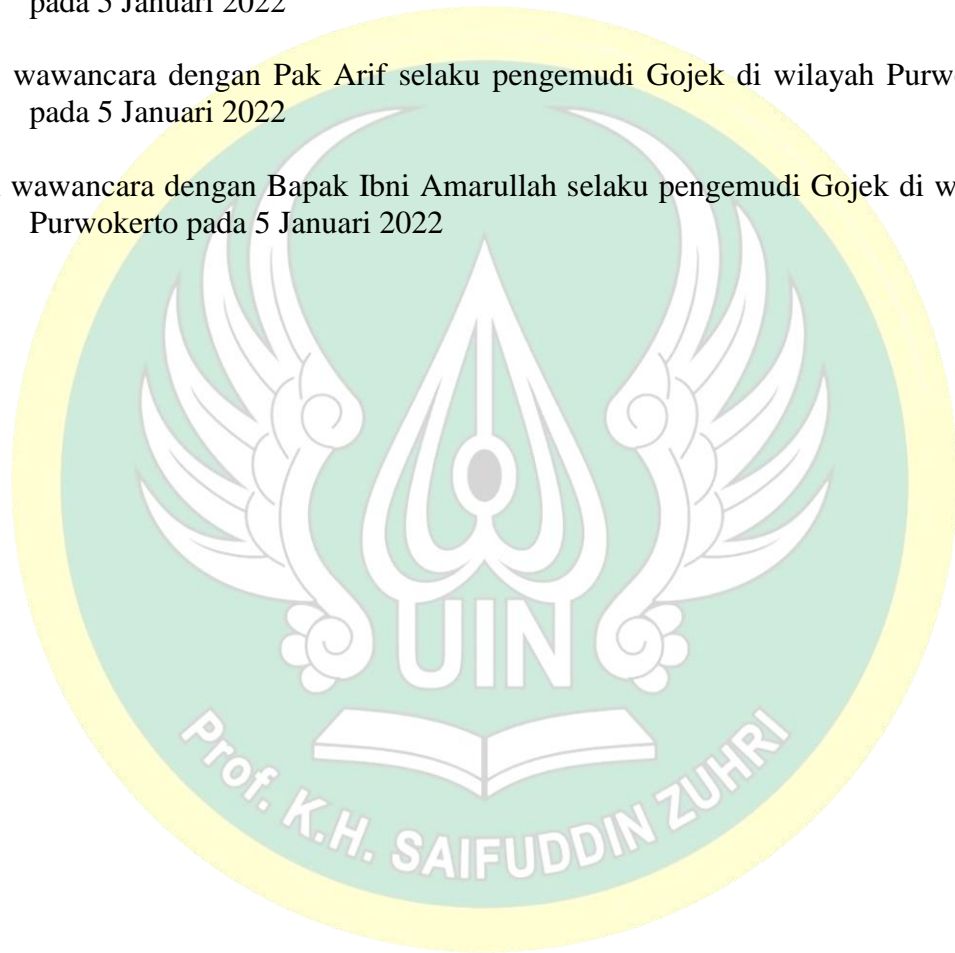 pada 5 Januari 2022
wawancara dengan Pak Arif selaku pengemudi Gojek di wilayah
pada 5 Januari 2022
wawancara dengan Bapak Ibni Amarullah selaku pengemudi Gojek di
Purwokerto pada 5 Januari 2022
UIN
Prof. K.H. SAIFUDDIN ZUHRI